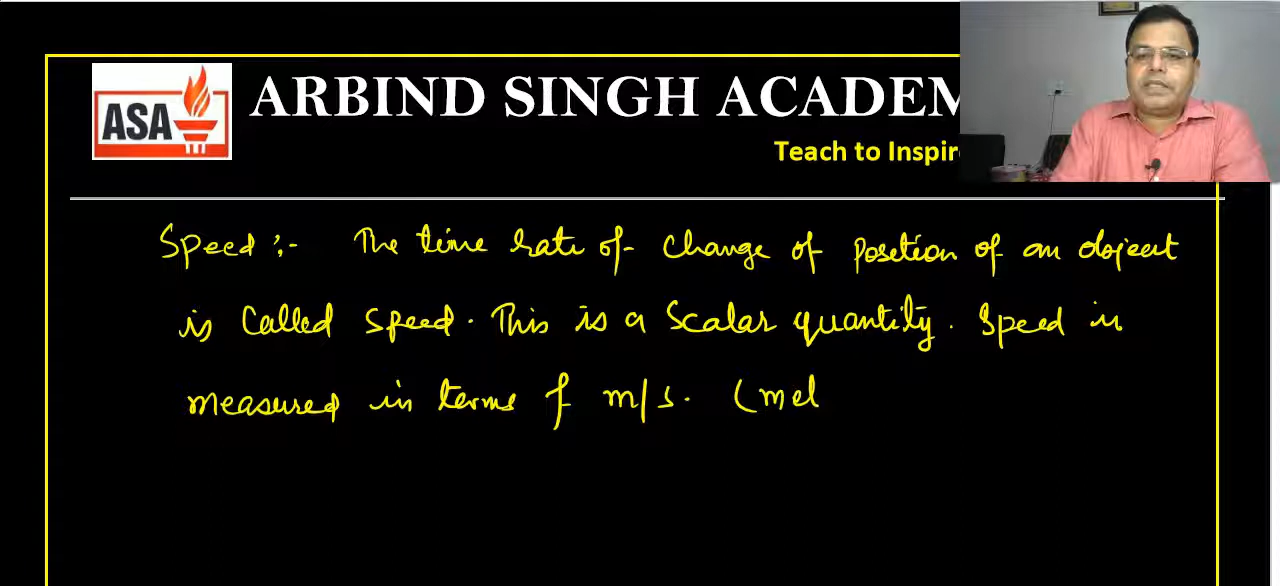 ASA
ARBIND SINGH ACADEM
Teach to Inspir
Speed :- The time rate of change of position of an object
is called speed. This is a scalar quantity. Speed is
measured in terms of m/s. (met